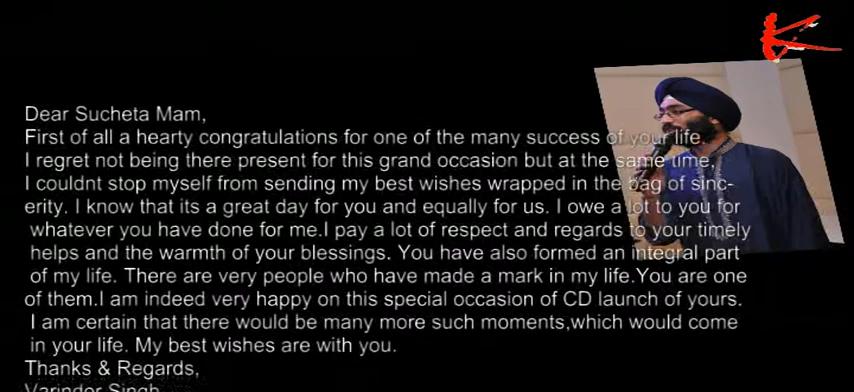 Dear Sucheta Mam,
First of all a hearty congratulations for one of the many success of your life.
I regret not being there present for this grand occasion but at the same time,
I couldnt stop myself from sending my best wishes wrapped in the bag of sinc-
erity. I know that its a great day for you and equally for us. I owe a lot to you for
whatever you have done for me.I pay a lot of respect and regards to your timely
helps and the warmth of your blessings. You have also formed an integral part
of my life. There are very people who have made a mark in my life.You are one
of them.I am indeed very happy on this special occasion of CD launch of yours.
I am certain that there would be many more such moments,which would come
in your life. My best wishes are with you.
Thanks & Regards,
Varinder Singh